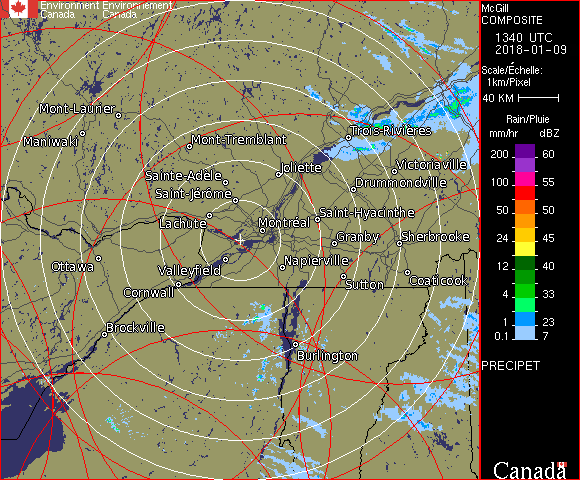 Environment Environnement
Canada Canada
McGill
COMPOSITE
1340 UTC
2018-01-09
Scale/Échelle:
1km/Pixel
40 KM
Rain/Pluie
mm/hr dBZ
200 60
150 57
100 55
50 50
24 45
12 40
4 33
1 23
0.1 7
PRECIPET
Canada
Mont-Laurier
Maniwaki
Mont-Tremblant
Trois-Rivières
Sainte-Adèle
Joliette
Victoriaville
Saint-Jérôme
Drummondville
Lachute
Montréal
Saint-Hyacinthe
Granby
Sherbrooke
Ottawa
Valleyfield
Napierville
Cornwall
Sutton
Coaticook
Brockville
Burlington